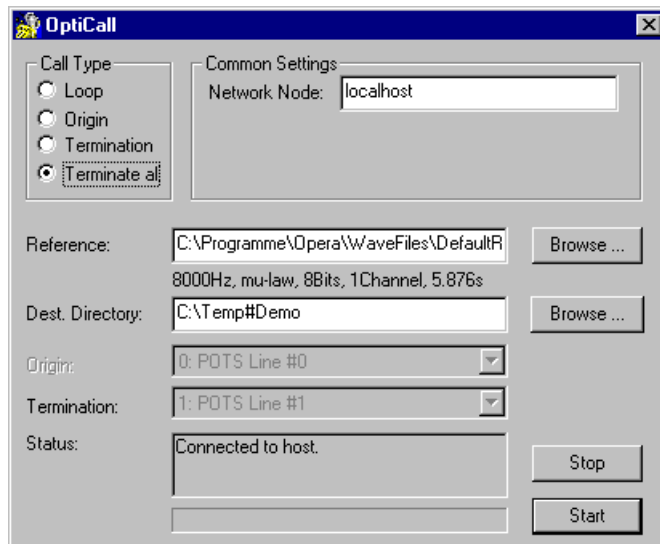 OptiCall
Call Type
Loop
Origin
Termination
Terminate al
Common Settings
Network Node: localhost
Reference: C:\Programme\Opera\WaveFiles\DefaultR Browse ...
8000Hz, mu-law, 8Bits, 1Channel, 5.876s
Dest. Directory: C:\Temp#Demo Browse ...
Origin: 0: POTS Line #0
Termination: 1: POTS Line #1
Status: Connected to host.
Stop
Start